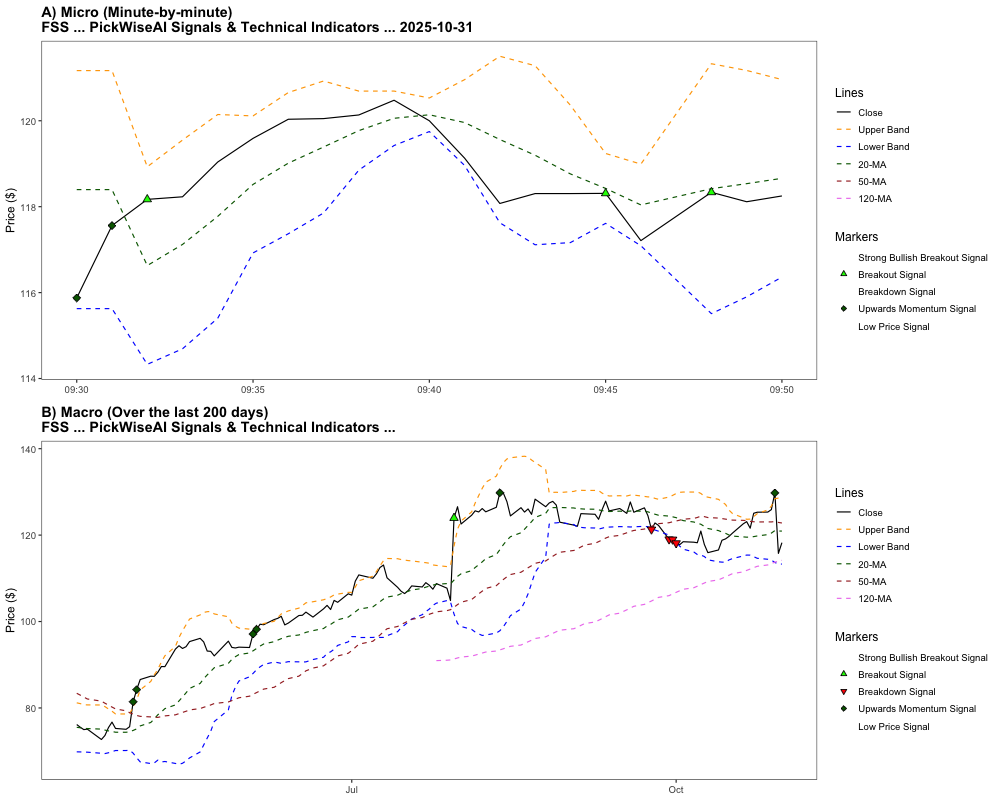 A) Micro (Minute-by-minute)
FSS ... PickWiseAI Signals & Technical Indicators ... 2025-10-31
Price ($)
120
118
116
114
09:30
09:35
09:40
09:45
09:50
Lines
Close
Upper Band
Lower Band
20-MA
50-MA
120-MA
Markers
Strong Bullish Breakout Signal
Breakout Signal
Breakdown Signal
Upwards Momentum Signal
Low Price Signal
B) Macro (Over the last 200 days)
FSS ... PickWiseAI Signals & Technical Indicators ...
Price ($)
140
120
100
80
Jul
Oct
Lines
Close
Upper Band
Lower Band
20-MA
50-MA
120-MA
Markers
Strong Bullish Breakout Signal
Breakout Signal
Breakdown Signal
Upwards Momentum Signal
Low Price Signal